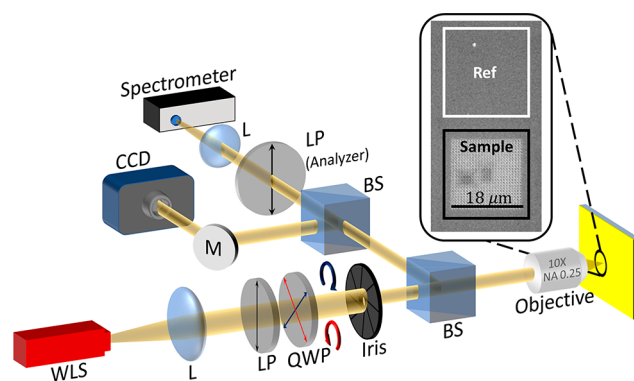 Spectrometer
L
LP
(Analyzer)
CCD
BS
M
Ref
Sample
18 μm
10X
NA 0.25
Objective
BS
Iris
QWP
LP
L
WLS